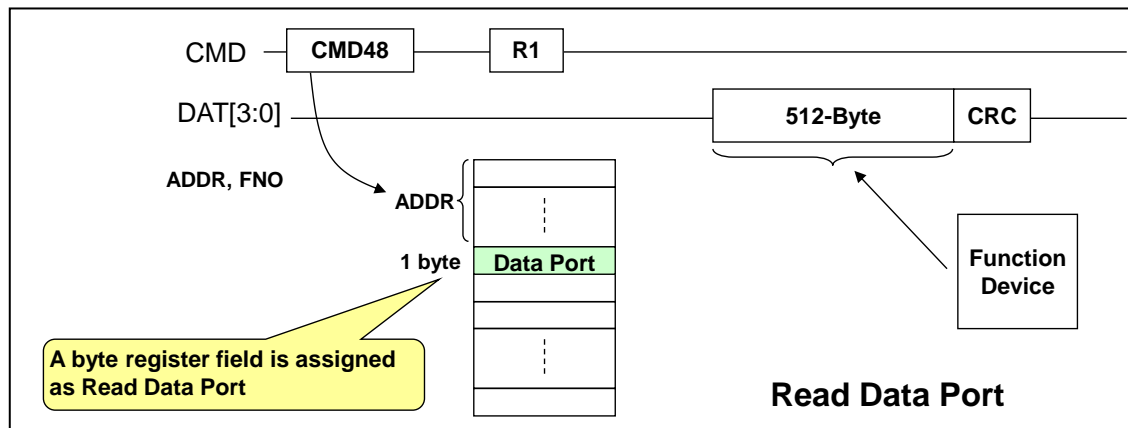 CMD
CMD48
R1
DAT[3:0]
512-Byte
CRC
ADDR, FNO
ADDR
1 byte
Data Port
Function
Device
A byte register field is assigned
as Read Data Port
Read Data Port